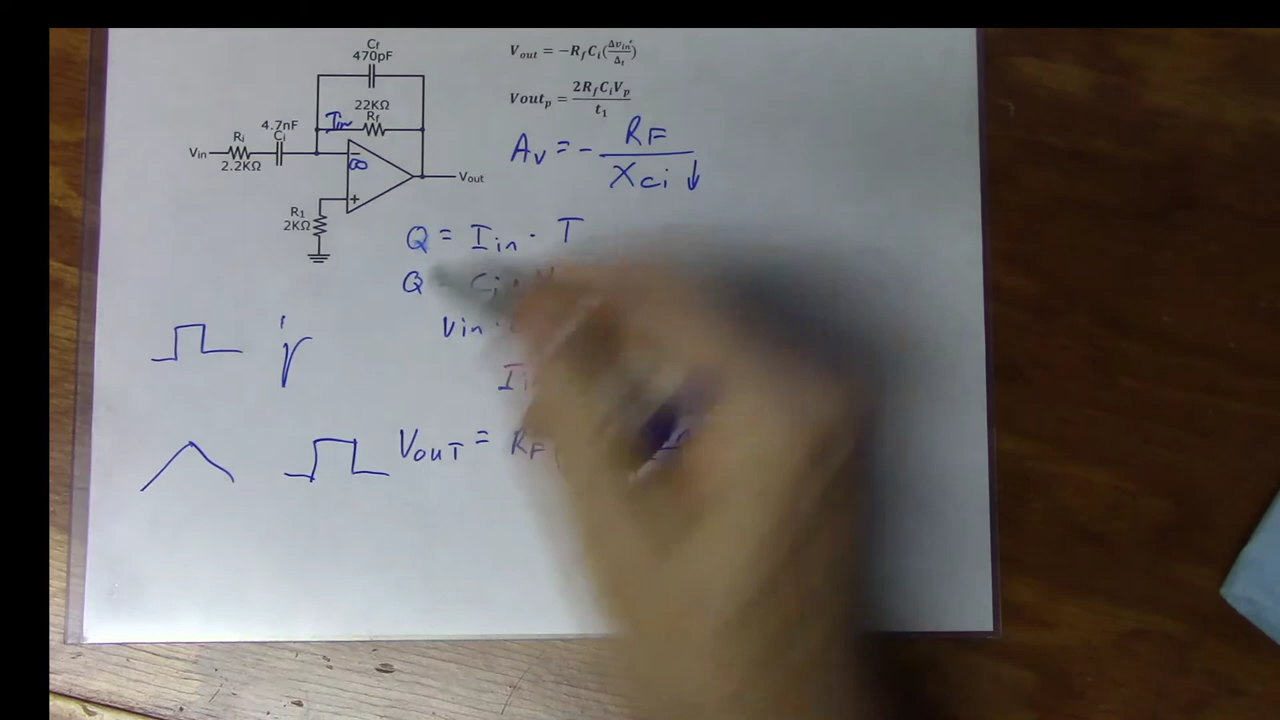 Cf
470pF
22KΩ
Rf
Iin
4.7nF
Ci
Ri
2.2KΩ
Vin
−
∞
+
Vout
R1
2KΩ
Vout = −RfCi(Δvin/Δt)
Voutp = 2RfCiVp/t1
Av = − RF/Xci ↓
Q = Iin · T
Q = Ci ·
Vin ·
VOUT = RF